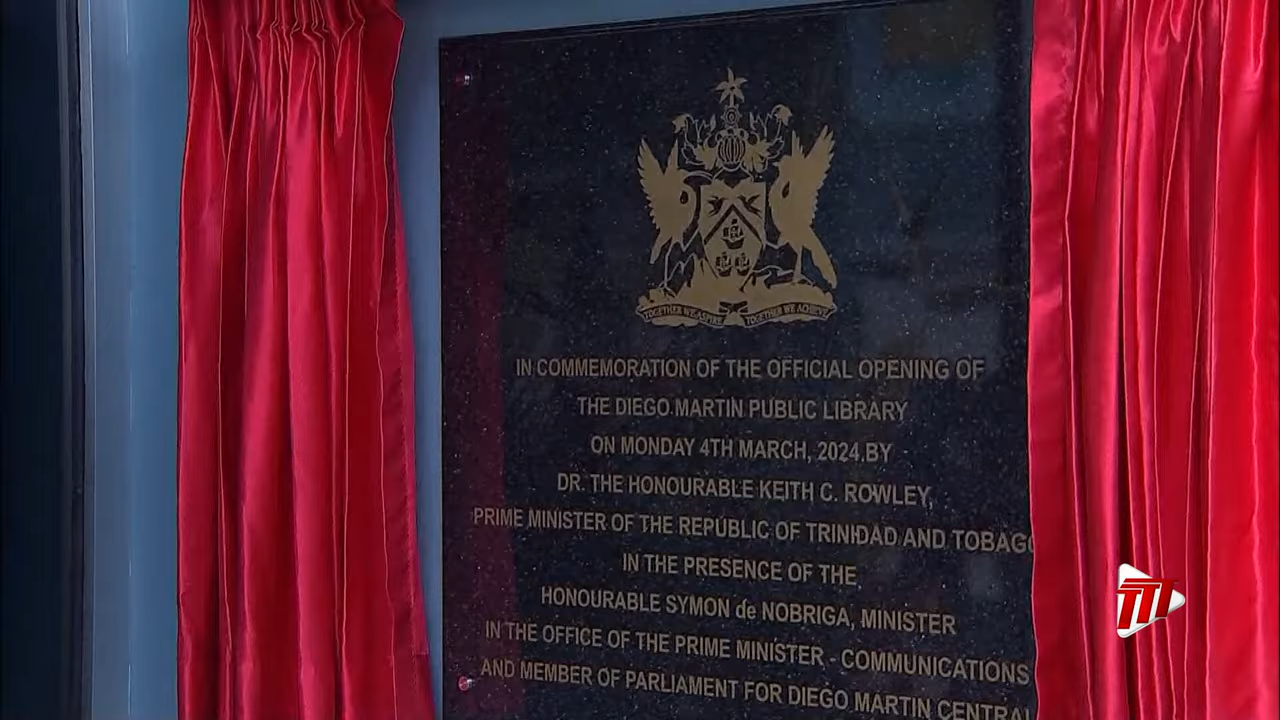 TOGETHER WE ASPIRE TOGETHER WE ACHIEVE
IN COMMEMORATION OF THE OFFICIAL OPENING OF
THE DIEGO MARTIN PUBLIC LIBRARY
ON MONDAY 4TH MARCH, 2024 BY
DR. THE HONOURABLE KEITH C. ROWLEY,
PRIME MINISTER OF THE REPUBLIC OF TRINIDAD AND TOBAGO
IN THE PRESENCE OF THE
HONOURABLE SYMON de NOBRIGA, MINISTER
IN THE OFFICE OF THE PRIME MINISTER - COMMUNICATIONS
AND MEMBER OF PARLIAMENT FOR DIEGO MARTIN CENTRAL
TTT